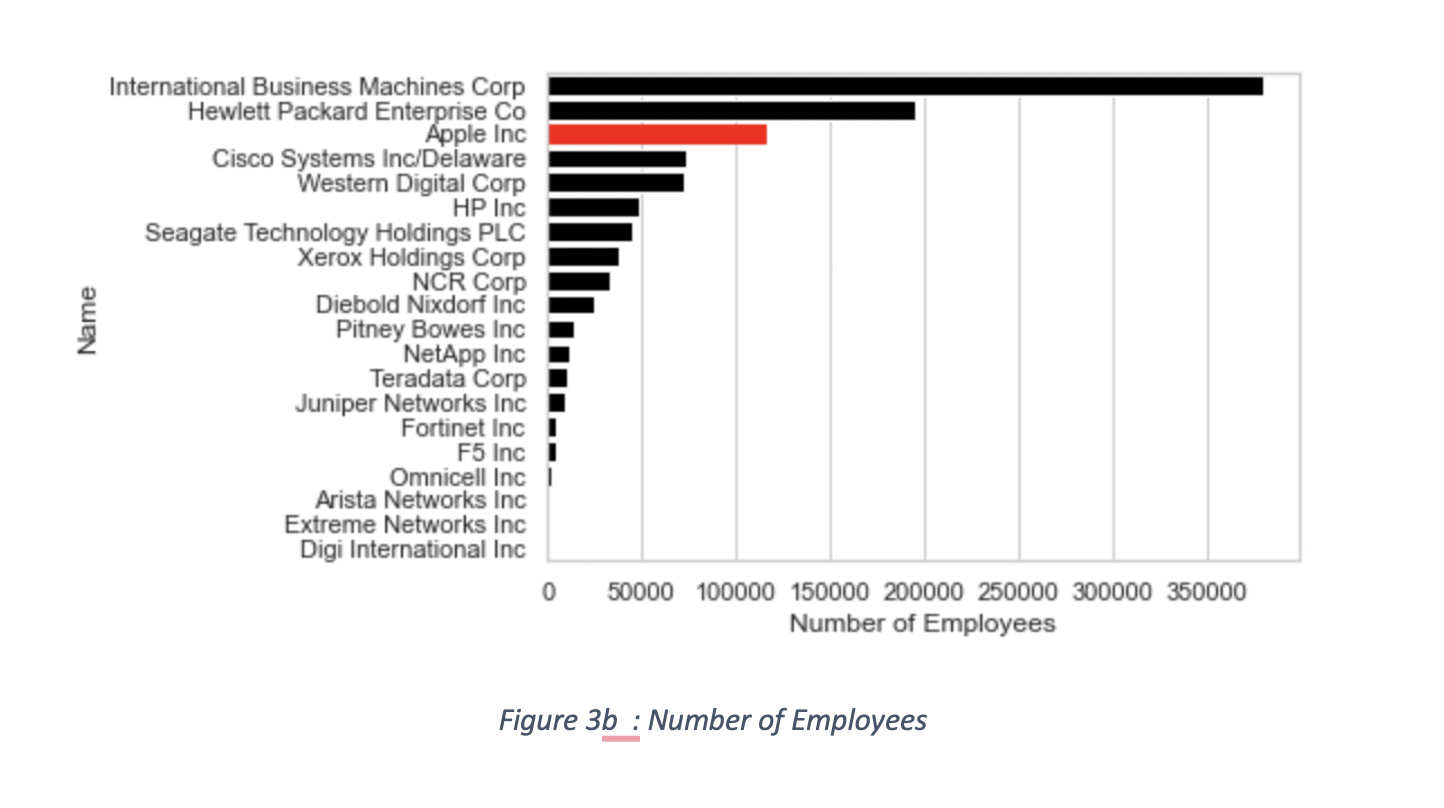 International Business Machines Corp
Hewlett Packard Enterprise Co
Apple Inc
Cisco Systems Inc/Delaware
Western Digital Corp
HP Inc
Seagate Technology Holdings PLC
Xerox Holdings Corp
NCR Corp
Diebold Nixdorf Inc
Pitney Bowes Inc
NetApp Inc
Teradata Corp
Juniper Networks Inc
Fortinet Inc
F5 Inc
Omnicell Inc
Arista Networks Inc
Extreme Networks Inc
Digi International Inc
Name
0 50000 100000 150000 200000 250000 300000 350000
Number of Employees
Figure 3b : Number of Employees